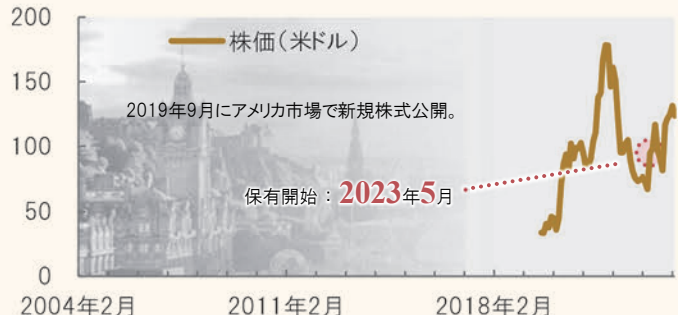 200
株価（米ドル）
150
2019年9月にアメリカ市場で新規株式公開。
100
保有開始：2023年5月
50
0
2004年2月 2011年2月 2018年2月